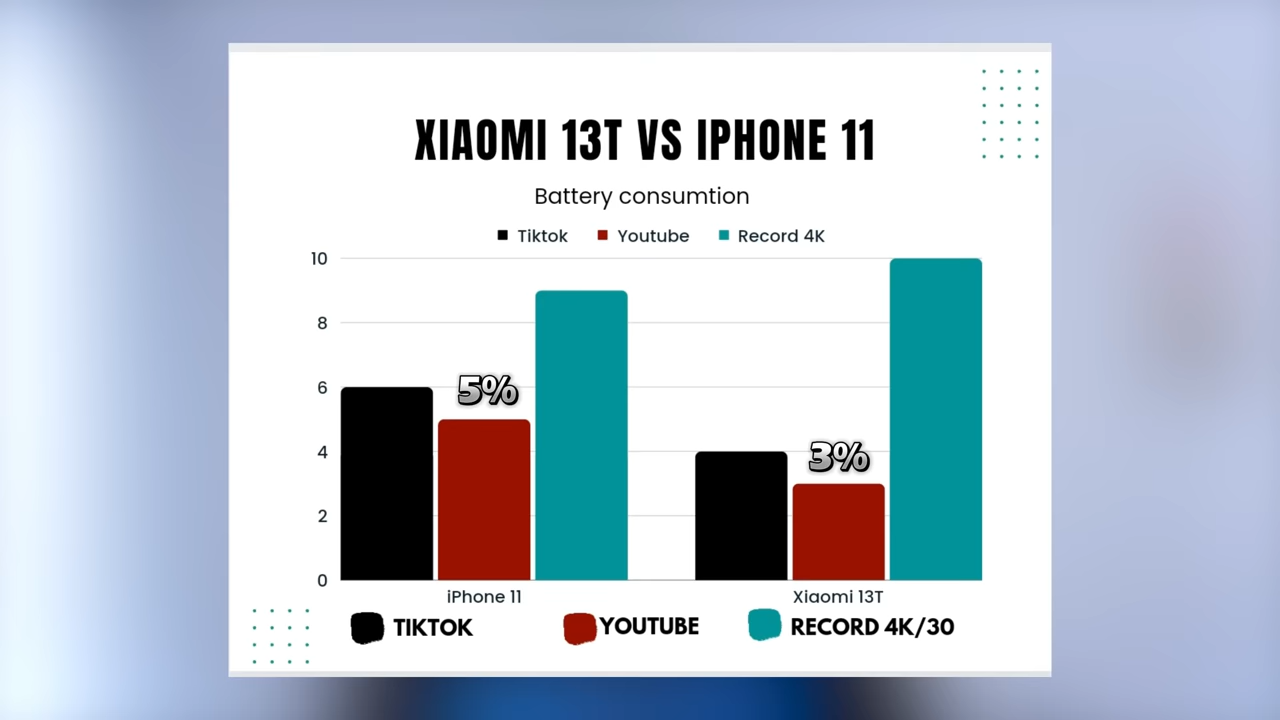 XIAOMI 13T VS IPHONE 11
Battery consumtion
Tiktok Youtube Record 4K
10
8
6
4
2
0
5%
3%
iPhone 11 Xiaomi 13T
TIKTOK YOUTUBE RECORD 4K/30